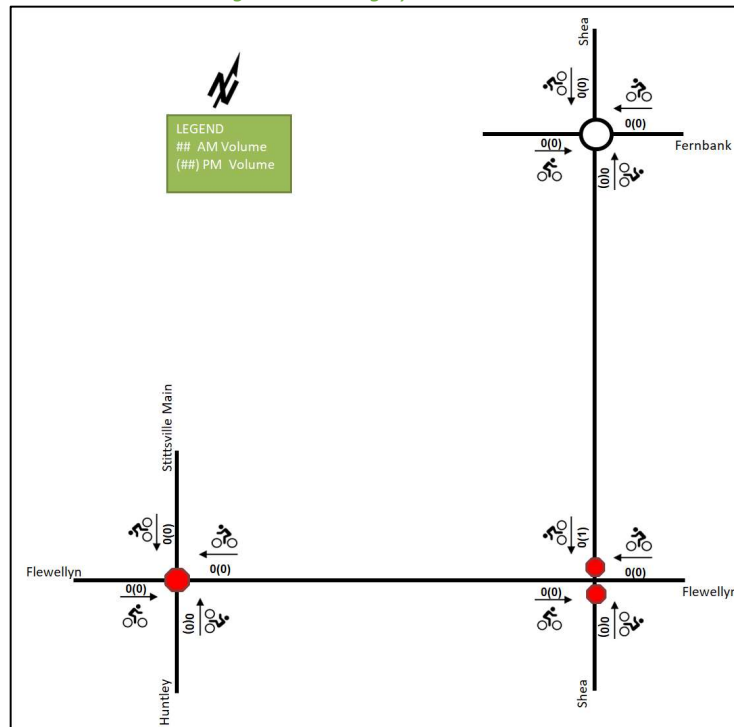 Shea
0(0)
0(0)
0(0)
0(0)
Fernbank
N
LEGEND
## AM Volume
(##) PM Volume
Stittsville Main
0(0)
0(0)
Flewellyn
0(0)
0(0)
Huntley
0(1)
0(0)
0(0)
Flewellyn
0(0)
Shea